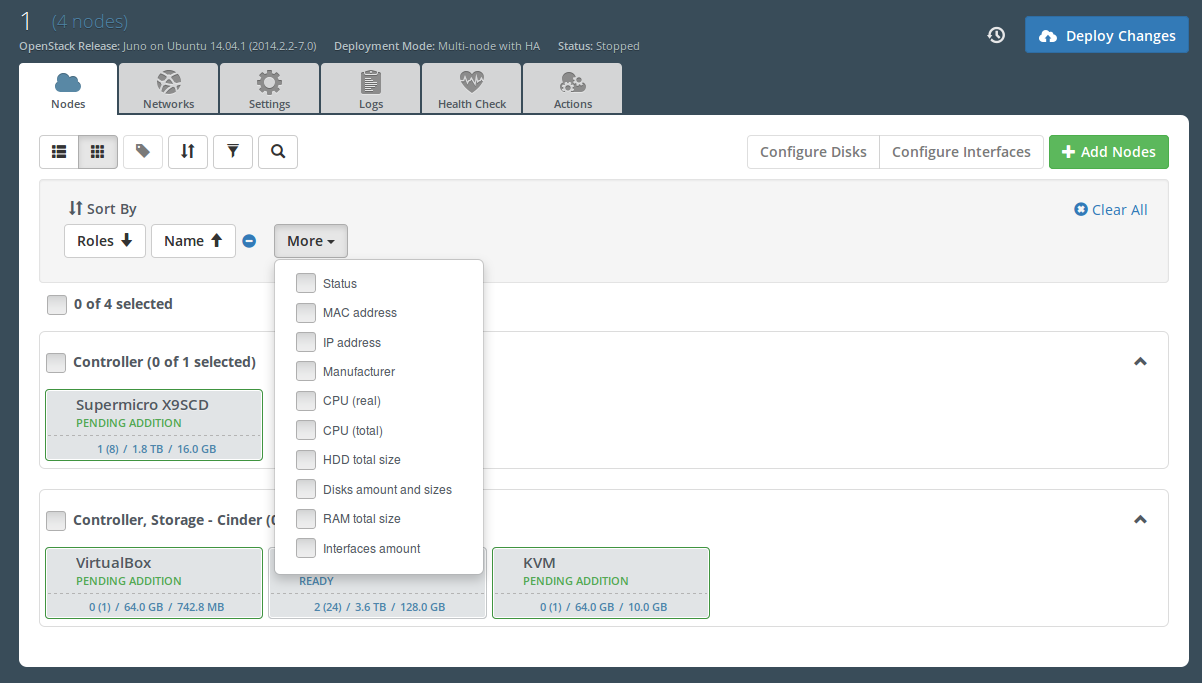 1 (4 nodes)
OpenStack Release: Juno on Ubuntu 14.04.1 (2014.2.2-7.0) Deployment Mode: Multi-node with HA Status: Stopped
Deploy Changes
Nodes Networks Settings Logs Health Check Actions
Configure Disks Configure Interfaces Add Nodes
Sort By
Clear All
Roles Name More
Status
MAC address
IP address
Manufacturer
CPU (real)
CPU (total)
HDD total size
Disks amount and sizes
RAM total size
Interfaces amount
0 of 4 selected
Controller (0 of 1 selected)
Supermicro X9SCD
PENDING ADDITION
1 (8) / 1.8 TB / 16.0 GB
Controller, Storage - Cinder (
VirtualBox
PENDING ADDITION
0 (1) / 64.0 GB / 742.8 MB
READY
2 (24) / 3.6 TB / 128.0 GB
KVM
PENDING ADDITION
0 (1) / 64.0 GB / 10.0 GB